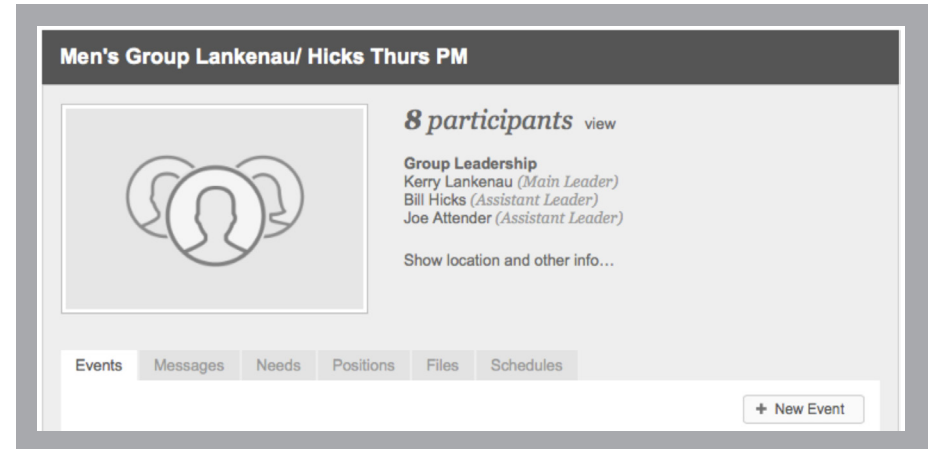 Men's Group Lankenau/ Hicks Thurs PM
8 participants view
Group Leadership
Kerry Lankenau (Main Leader)
Bill Hicks (Assistant Leader)
Joe Attender (Assistant Leader)
Show location and other info...
Events Messages Needs Positions Files Schedules
+ New Event